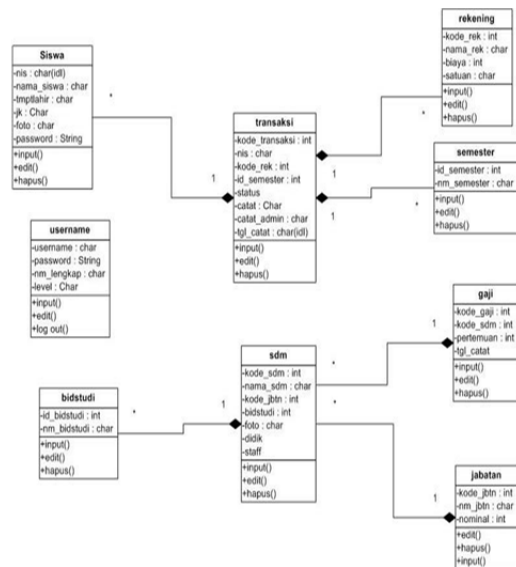 Siswa
-nis : char(idl)
-nama_siswa : char
-tmptlahir : char
-jk : Char
-foto : char
-password : String
+input()
+edit()
+hapus()
*
1
transaksi
-kode_transaksi : int
-nis : char
-kode_rek : int
-id_semester : int
-status
-catat : Char
-catat_admin : char
-tgl_catat : char(idl)
+input()
+edit()
+hapus()
1
1
*
*
rekening
-kode_rek : int
-nama_rek : char
-biaya : int
-satuan : char
+input()
+edit()
+hapus()
semester
-id_semester : int
-nm_semester : char
+input()
+edit()
+hapus()
username
-username : char
-password : String
-nm_lengkap : char
-level : Char
+input()
+edit()
+log out()
bidstudi
-id_bidstudi : int
-nm_bidstudi : char
+input()
+edit()
+hapus()
*
1
sdm
-kode_sdm : int
-nama_sdm : char
-kode_jbtn : int
-bidstudi : int
-foto : char
-didik
-staff
+input()
+edit()
+hapus()
*
*
1
1
gaji
-kode_gaji : int
-kode_sdm : int
-pertemuan : int
-tgl_catat
+input()
+edit()
+hapus()
jabatan
-kode_jbtn : int
-nm_jbtn : char
-nominal : int
+edit()
+hapus()
+input()